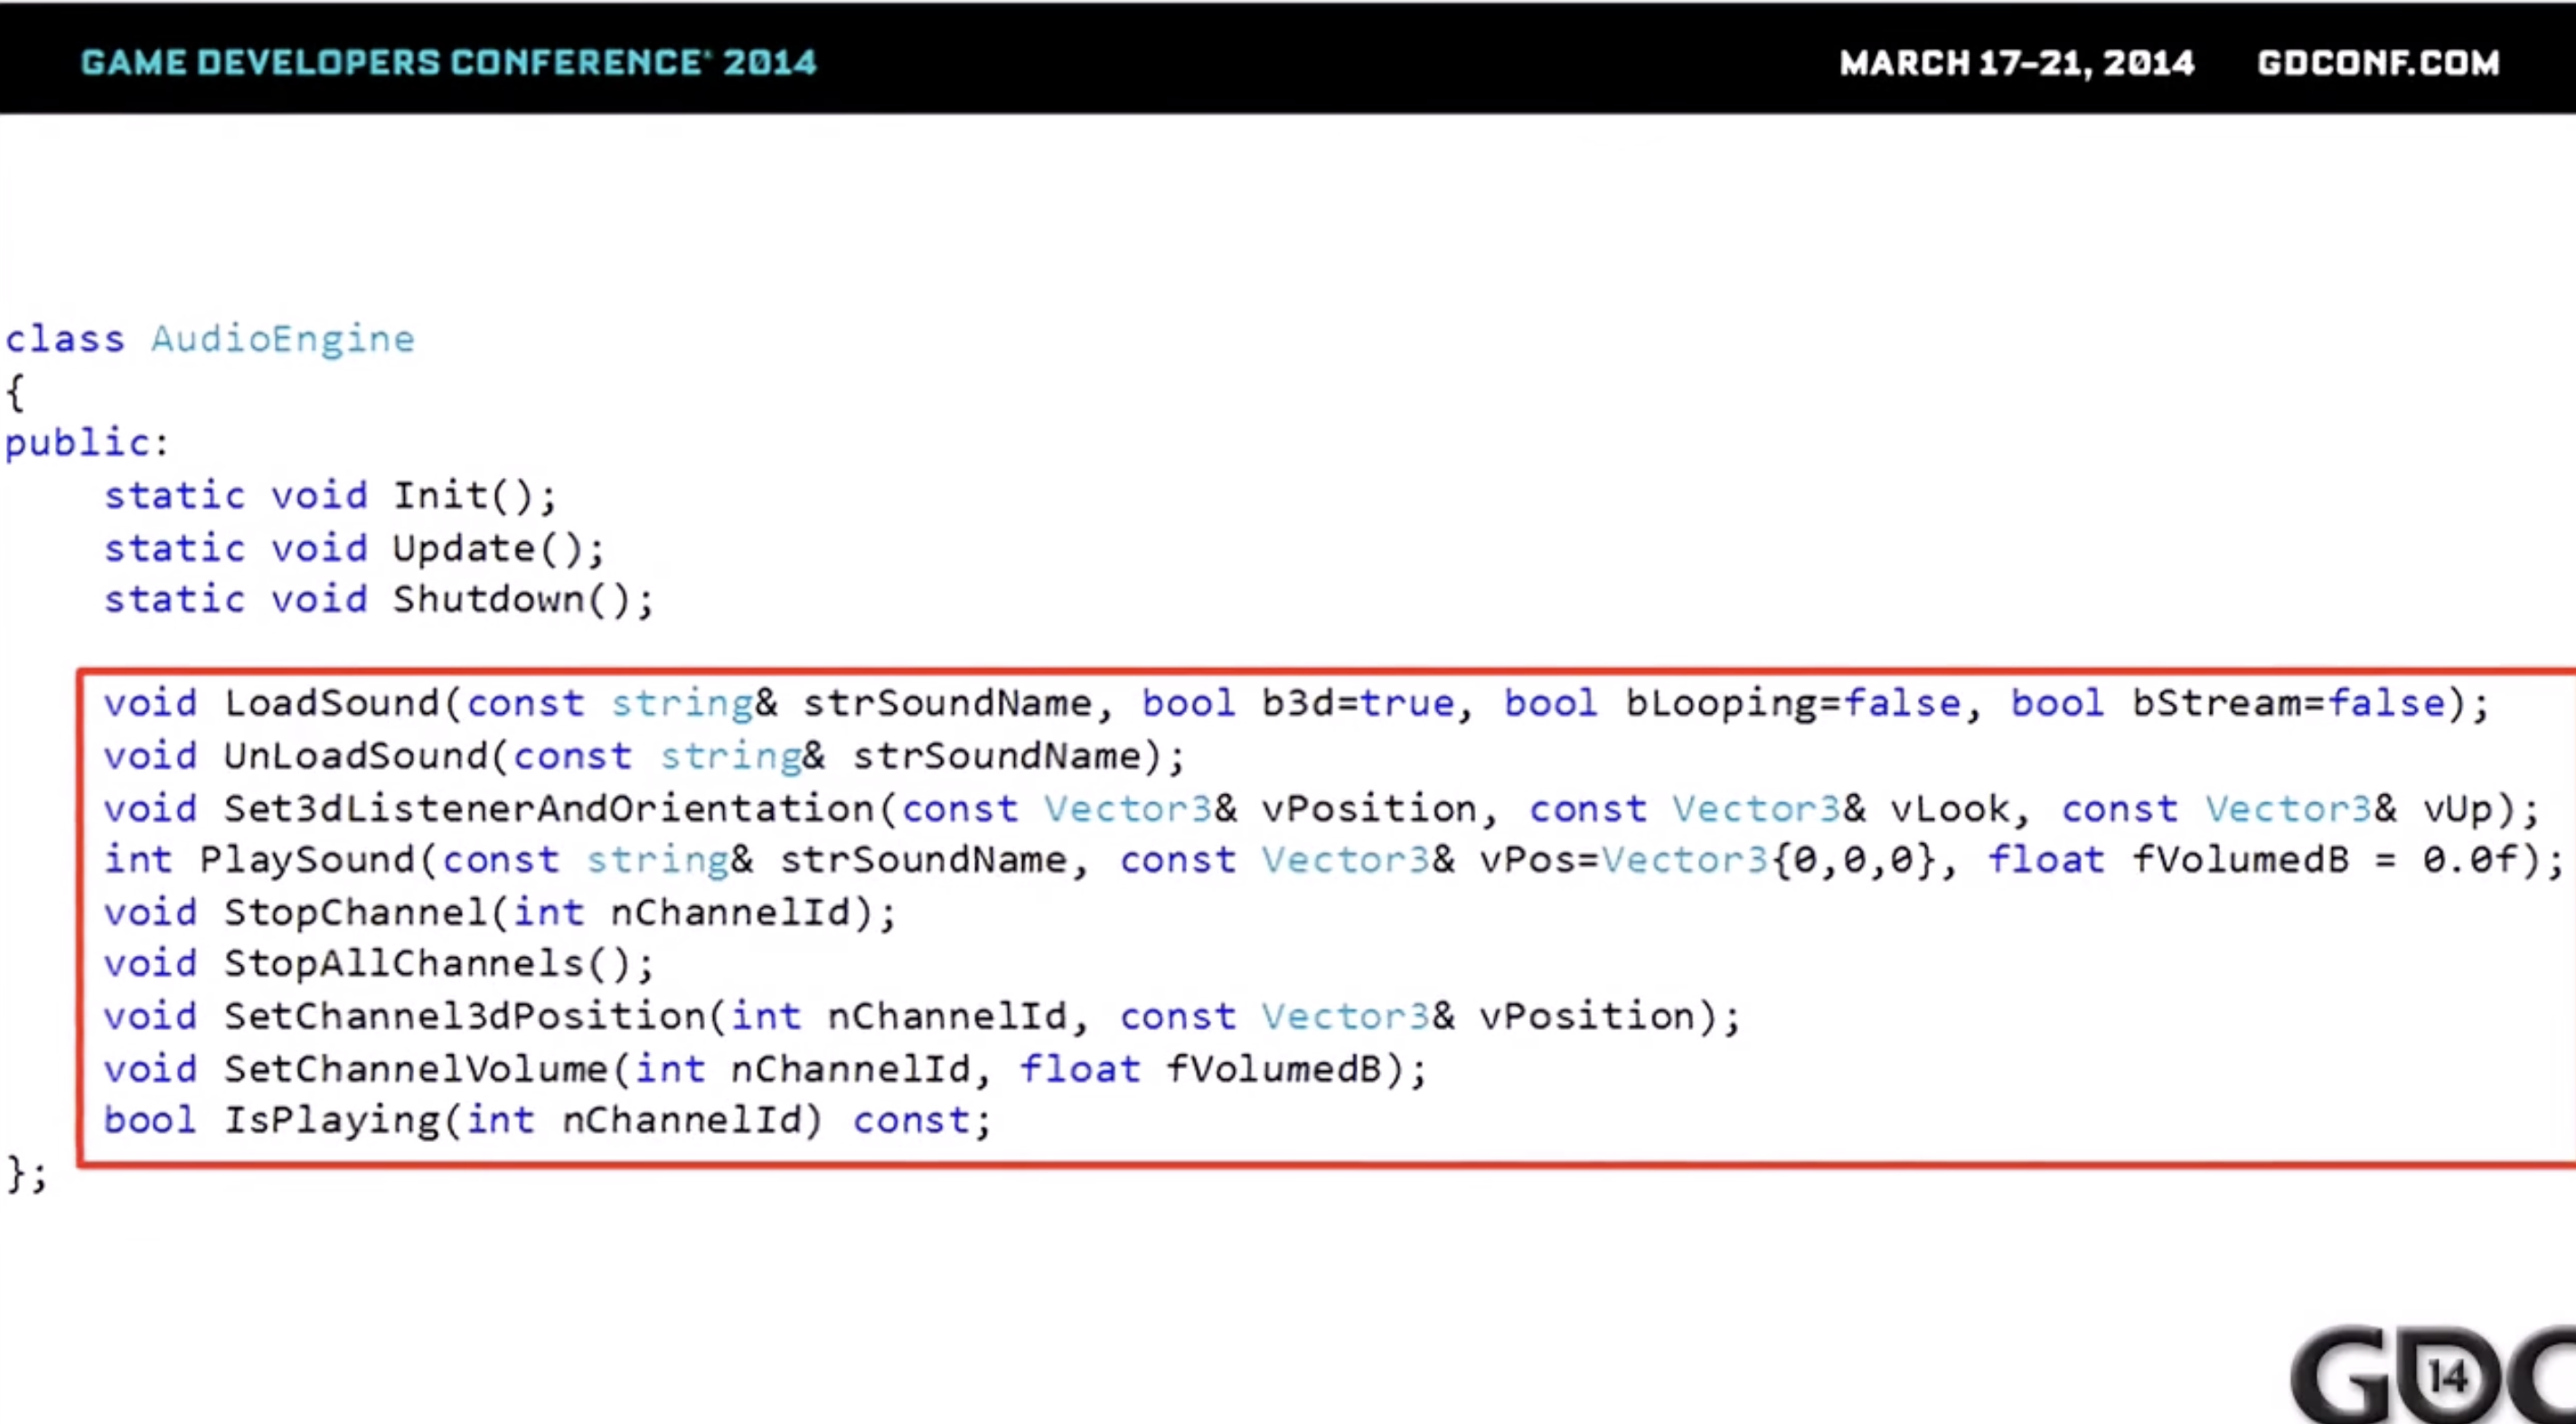 GAME DEVELOPERS CONFERENCE® 2014 MARCH 17–21, 2014 GDCONF.COM
class AudioEngine
{
public:
    static void Init();
    static void Update();
    static void Shutdown();
    void LoadSound(const string& strSoundName, bool b3d=true, bool bLooping=false, bool bStream=false);
    void UnLoadSound(const string& strSoundName);
    void Set3dListenerAndOrientation(const Vector3& vPosition, const Vector3& vLook, const Vector3& vUp);
    int PlaySound(const string& strSoundName, const Vector3& vPos=Vector3{0,0,0}, float fVolumedB = 0.0f);
    void StopChannel(int nChannelId);
    void StopAllChannels();
    void SetChannel3dPosition(int nChannelId, const Vector3& vPosition);
    void SetChannelVolume(int nChannelId, float fVolumedB);
    bool IsPlaying(int nChannelId) const;
};
GDC
14